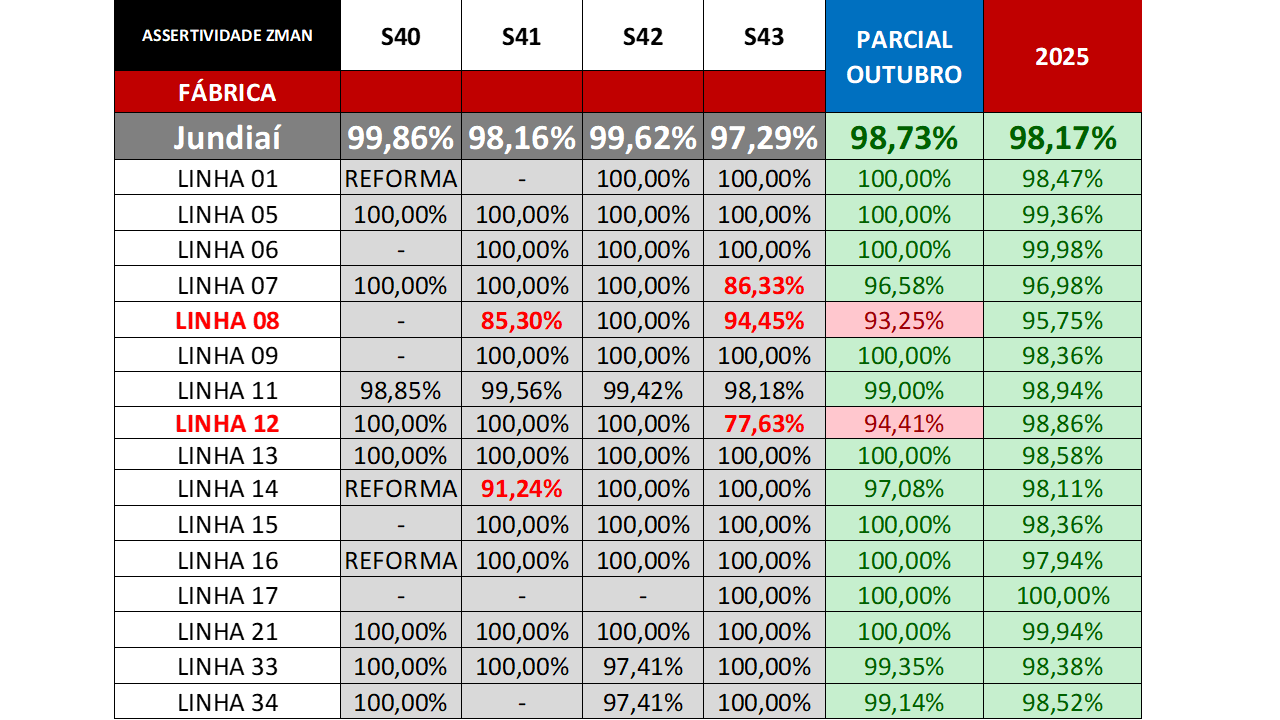 ASSERTIVIDADE ZMAN S40 S41 S42 S43 PARCIAL OUTUBRO 2025
FÁBRICA
Jundiaí 99,86% 98,16% 99,62% 97,29% 98,73% 98,17%
LINHA 01 REFORMA - 100,00% 100,00% 100,00% 98,47%
LINHA 05 100,00% 100,00% 100,00% 100,00% 100,00% 99,36%
LINHA 06 - 100,00% 100,00% 100,00% 100,00% 99,98%
LINHA 07 100,00% 100,00% 100,00% 86,33% 96,58% 96,98%
LINHA 08 - 85,30% 100,00% 94,45% 93,25% 95,75%
LINHA 09 - 100,00% 100,00% 100,00% 100,00% 98,36%
LINHA 11 98,85% 99,56% 99,42% 98,18% 99,00% 98,94%
LINHA 12 100,00% 100,00% 100,00% 77,63% 94,41% 98,86%
LINHA 13 100,00% 100,00% 100,00% 100,00% 100,00% 98,58%
LINHA 14 REFORMA 91,24% 100,00% 100,00% 97,08% 98,11%
LINHA 15 - 100,00% 100,00% 100,00% 100,00% 98,36%
LINHA 16 REFORMA 100,00% 100,00% 100,00% 100,00% 97,94%
LINHA 17 - - - 100,00% 100,00% 100,00%
LINHA 21 100,00% 100,00% 100,00% 100,00% 100,00% 99,94%
LINHA 33 100,00% 100,00% 97,41% 100,00% 99,35% 98,38%
LINHA 34 100,00% - 97,41% 100,00% 99,14% 98,52%